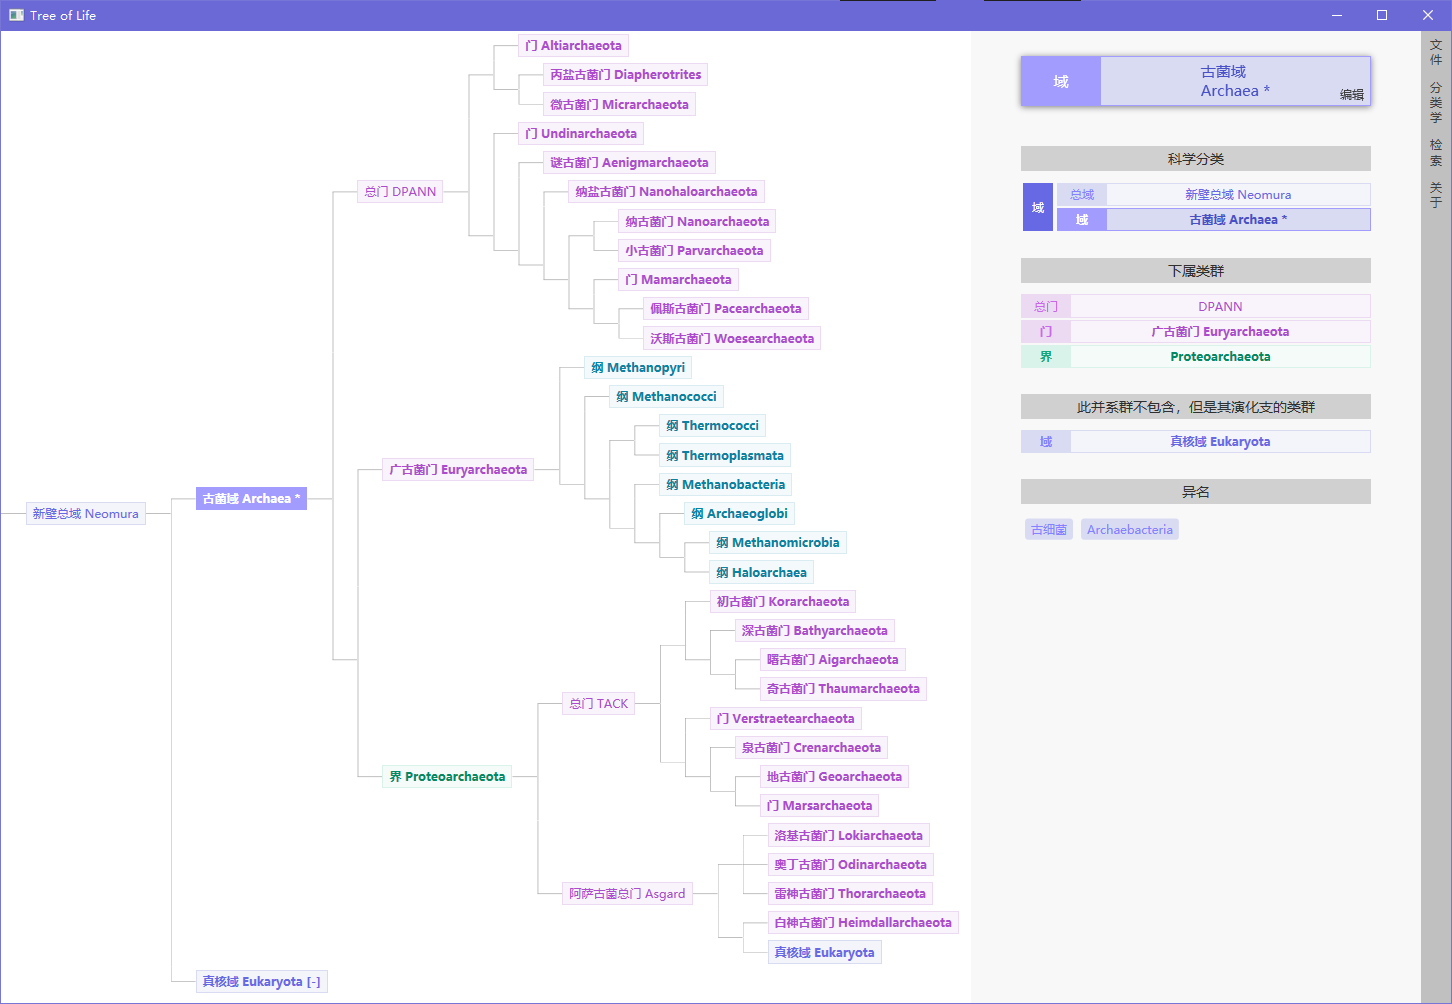 Tree of Life
门 Altiarchaeota
丙盐古菌门 Diapherotrites
微古菌门 Micrarchaeota
门 Undinarchaeota
谜古菌门 Aenigmarchaeota
总门 DPANN
纳盐古菌门 Nanohaloarchaeota
纳古菌门 Nanoarchaeota
小古菌门 Parvarchaeota
门 Mamarchaeota
佩斯古菌门 Pacearchaeota
沃斯古菌门 Woesearchaeota
纲 Methanopyri
纲 Methanococci
纲 Thermococci
纲 Thermoplasmata
广古菌门 Euryarchaeota
纲 Methanobacteria
古菌域 Archaea *
新壁总域 Neomura
纲 Archaeoglobi
纲 Methanomicrobia
纲 Haloarchaea
初古菌门 Korarchaeota
深古菌门 Bathyarchaeota
曙古菌门 Aigarchaeota
奇古菌门 Thaumarchaeota
总门 TACK
门 Verstraetearchaeota
泉古菌门 Crenarchaeota
界 Proteoarchaeota
地古菌门 Geoarchaeota
门 Marsarchaeota
洛基古菌门 Lokiarchaeota
奥丁古菌门 Odinarchaeota
阿萨古菌总门 Asgard
雷神古菌门 Thorarchaeota
白神古菌门 Heimdallarchaeota
真核域 Eukaryota
真核域 Eukaryota [-]
域
古菌域
Archaea *
编辑
科学分类
域
总域 新壁总域 Neomura
域 古菌域 Archaea *
下属类群
总门 DPANN
门 广古菌门 Euryarchaeota
界 Proteoarchaeota
此并系群不包含，但是其演化支的类群
域 真核域 Eukaryota
异名
古细菌 Archaebacteria
文件
分类学
检索
关于